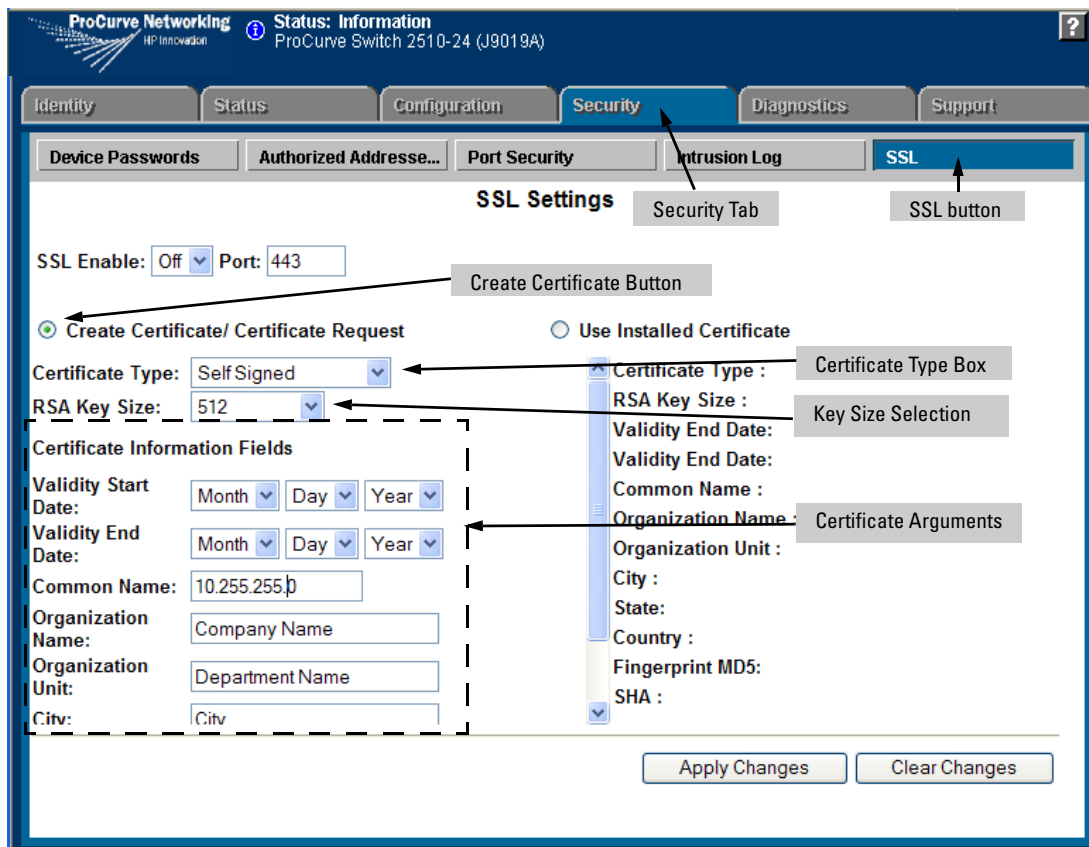 ProCurve Networking
HP Innovation
Status: Information
ProCurve Switch 2510-24 (J9019A)
?
Identity
Status
Configuration
Security
Diagnostics
Support
Device Passwords
Authorized Addresse...
Port Security
Intrusion Log
SSL
SSL Settings
Security Tab
SSL button
SSL Enable: Off Port: 443
Create Certificate Button
Create Certificate/ Certificate Request
Use Installed Certificate
Certificate Type: Self Signed
RSA Key Size: 512
Certificate Information Fields
Validity Start
Date:
Month Day Year
Validity End
Date:
Month Day Year
Common Name: 10.255.255.0
Organization
Name:
Company Name
Organization
Unit:
Department Name
City: City
Certificate Type :
RSA Key Size :
Validity End Date:
Validity End Date:
Common Name :
Organization Name :
Organization Unit :
City :
State:
Country :
Fingerprint MD5:
SHA :
Certificate Type Box
Key Size Selection
Certificate Arguments
Apply Changes
Clear Changes